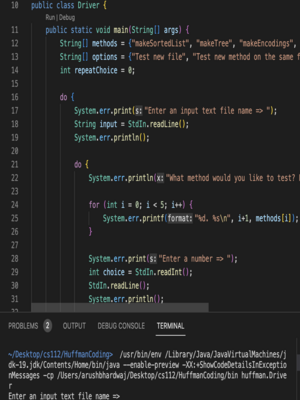 10 public class Driver {
Run | Debug
11 public static void main(String[] args) {
12 String[] methods = {"makeSortedList", "makeTree", "makeEncodings",
13 String[] options = {"Test new file", "Test new method on the same f
14 int repeatChoice = 0;
15
16 do {
17 System.err.print(s: "Enter an input text file name => ");
18 String input = StdIn.readLine();
19 System.err.println();
20
21 do {
22 System.err.println(x: "What method would you like to test?
23
24 for (int i = 0; i < 5; i++) {
25 System.err.printf(format: "%d. %s\n", i+1, methods[i]);
26 }
27
28 System.err.print(s: "Enter a number => ");
29 int choice = StdIn.readInt();
30 StdIn.readLine();
31 System.err.println();
32
PROBLEMS 2 OUTPUT DEBUG CONSOLE TERMINAL
~/Desktop/cs112/HuffmanCoding> /usr/bin/env /Library/Java/JavaVirtualMachines/j
dk-19.jdk/Contents/Home/bin/java --enable-preview -XX:+ShowCodeDetailsInExceptio
nMessages -cp /Users/arushbhardwaj/Desktop/cs112/HuffmanCoding/bin huffman.Drive
r
Enter an input text file name =>